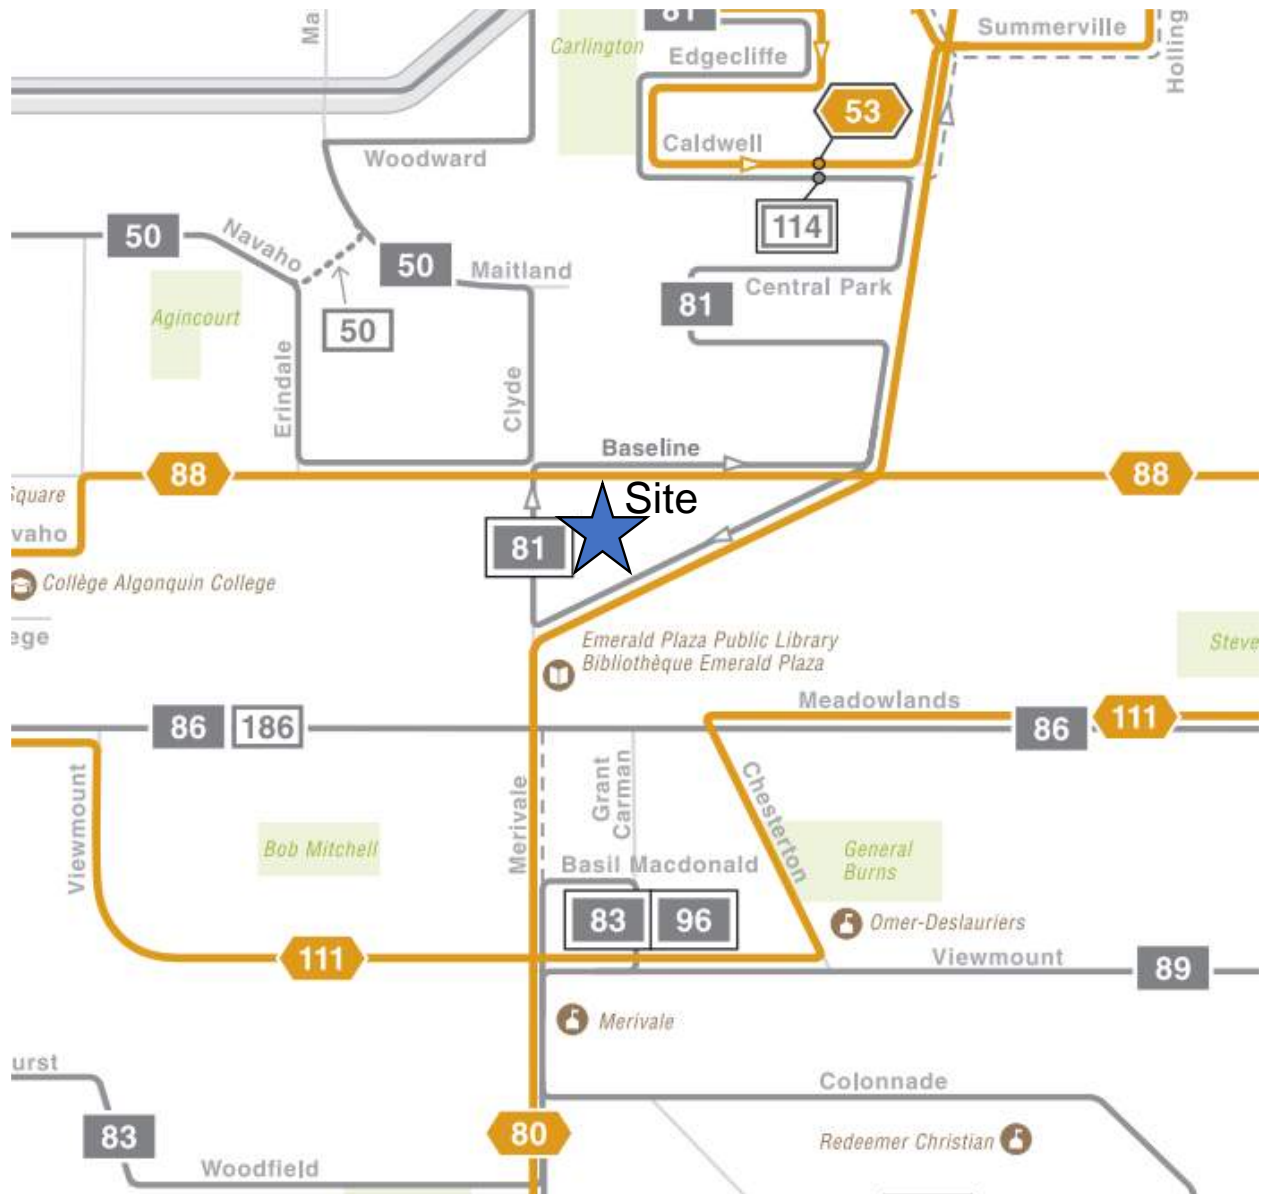 Ma
81
Carlington
Edgecliffe
Summerville
Holling
53
Caldwell
Woodward
114
50
Navaho
50
Maitland
Central Park
81
Agincourt
50
Erindale
Clyde
Baseline
88
88
Square
Site
vaho
81
Collège Algonquin College
ege
Emerald Plaza Public Library
Bibliothèque Emerald Plaza
Steve
Meadowlands
86
186
86
111
Viewmount
Merivale
Grant
Carman
Chesterton
Bob Mitchell
General
Burns
Basil Macdonald
83
96
Omer-Deslauriers
111
Viewmount
89
Merivale
urst
Colonnade
83
80
Redeemer Christian
Woodfield